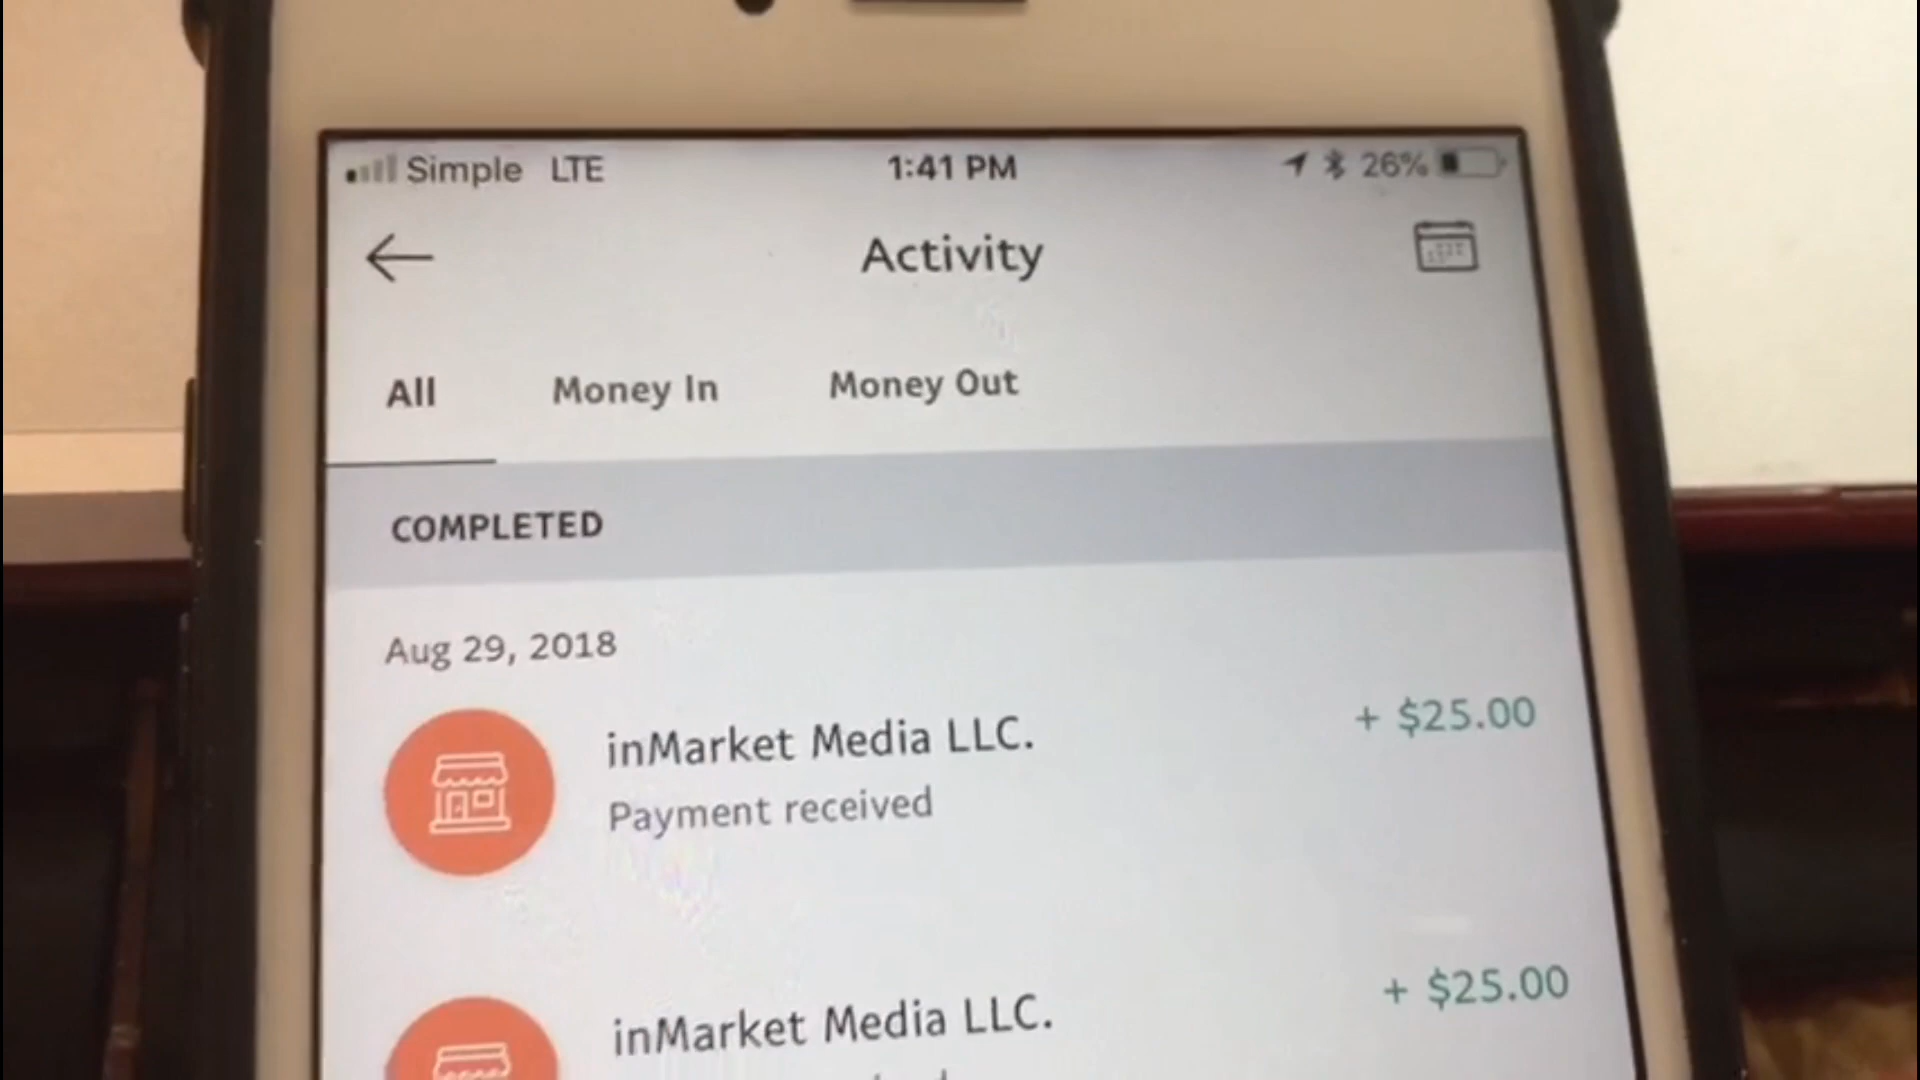 Simple LTE 1:41 PM 26%
Activity
All Money In Money Out
COMPLETED
Aug 29, 2018
inMarket Media LLC. + $25.00
Payment received
inMarket Media LLC. + $25.00